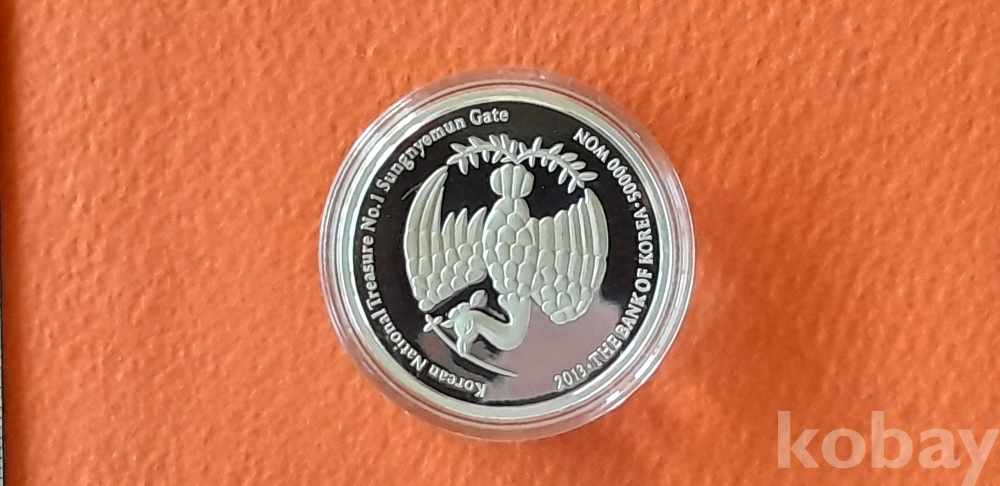 Korean National Treasure No.1 Sungnyemun Gate
2013 · THE BANK OF KOREA · 50000 WON
kobay